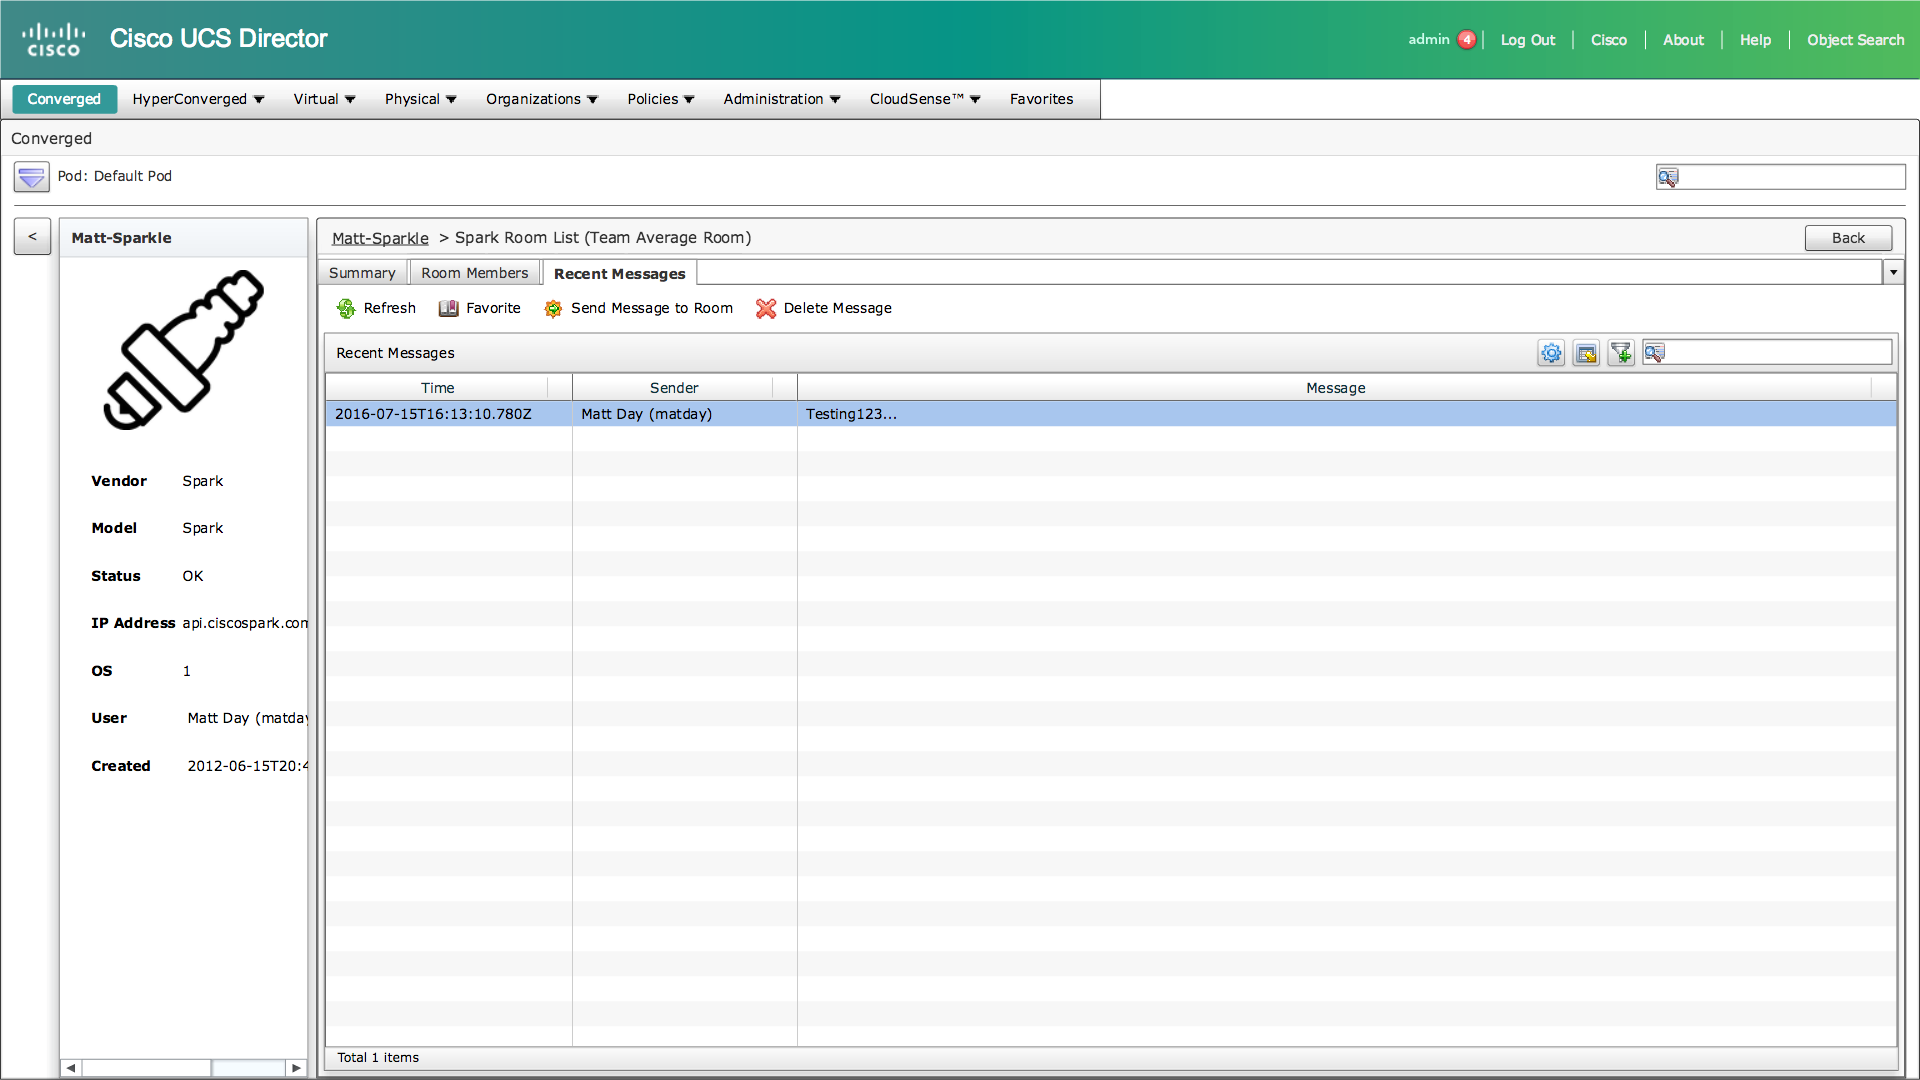 cisco
Cisco UCS Director
admin 4 Log Out Cisco About Help Object Search
Converged HyperConverged Virtual Physical Organizations Policies Administration CloudSense™ Favorites
Converged
Pod: Default Pod
< Matt-Sparkle
Matt-Sparkle > Spark Room List (Team Average Room) Back
Summary Room Members Recent Messages
Refresh Favorite Send Message to Room Delete Message
Recent Messages
Time Sender Message
2016-07-15T16:13:10.780Z Matt Day (matday) Testing123...
Vendor Spark
Model Spark
Status OK
IP Address api.ciscospark.com
OS 1
User Matt Day (matday
Created 2012-06-15T20:4
Total 1 items